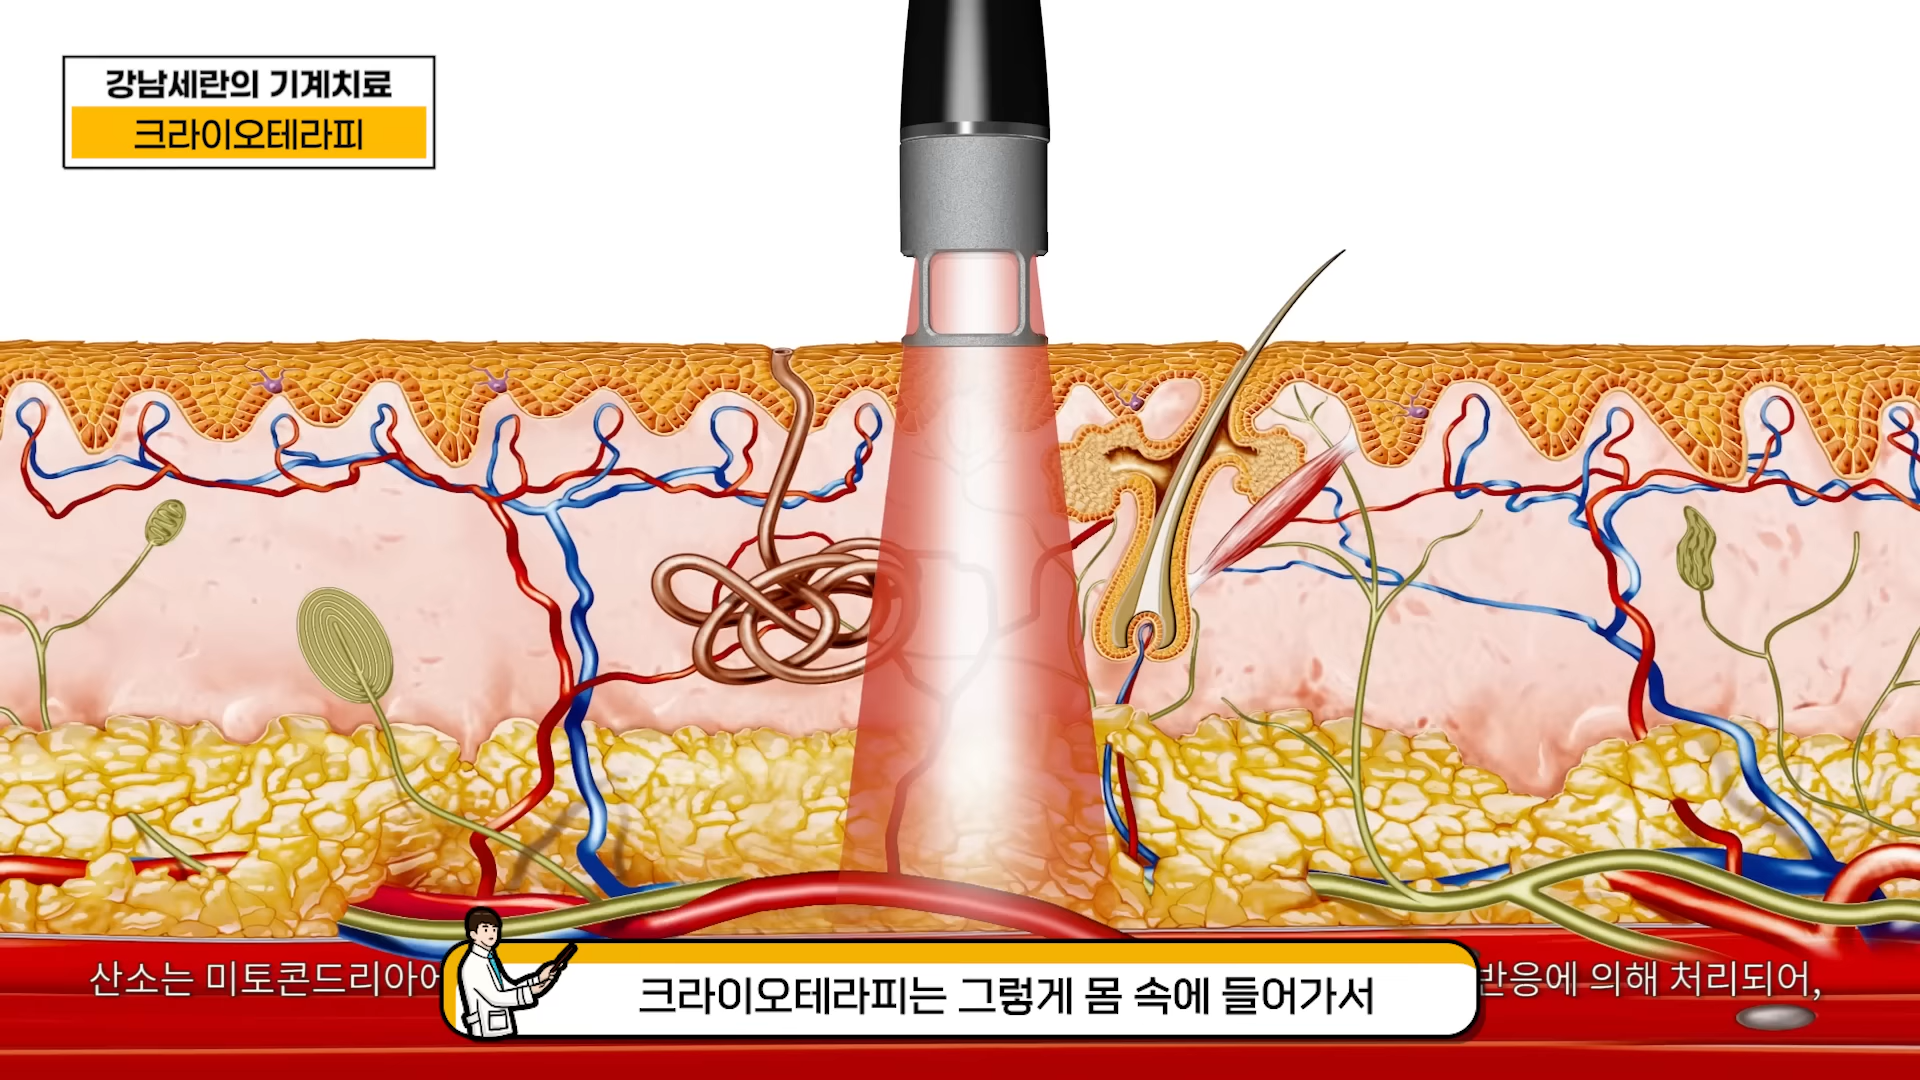 강남세란의 기계치료
크라이오테라피
산소는 미토콘드리아에
반응에 의해 처리되어,
크라이오테라피는 그렇게 몸 속에 들어가서